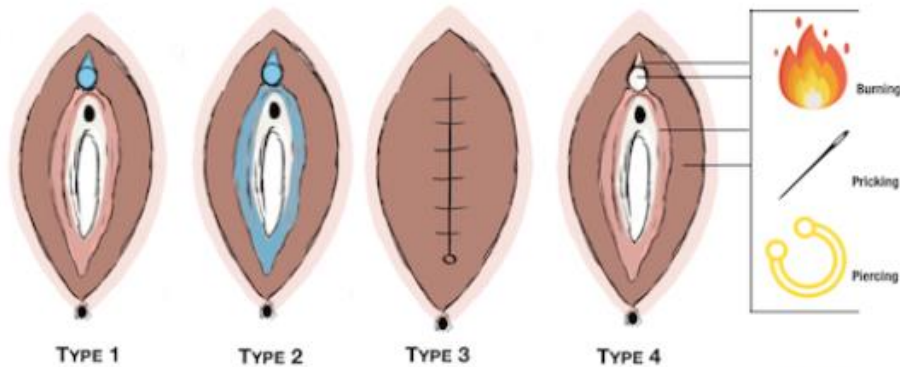 Burning
Pricking
Piercing
TYPE 1
TYPE 2
TYPE 3
TYPE 4